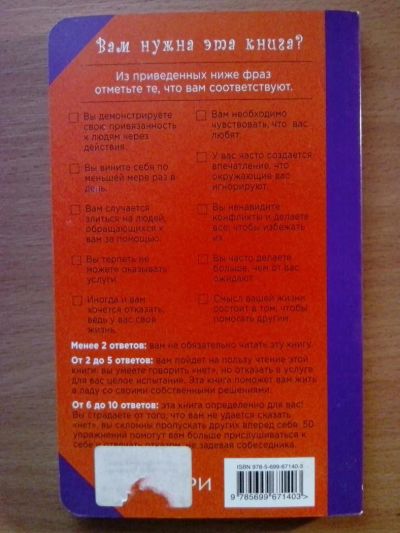 Вам нужна эта книга?
Из приведенных ниже фраз
отметьте те, что вам соответствуют.
Вы демонстрируете
свою привязанность
к людям через
действия.
Вы вините себя по
меньшей мере раз в
день.
Вам случается
злиться на людей,
обращающихся к
вам за помощью.
Вы терпеть не
можете оказывать
услуги.
Иногда и вам
хочется отказать,
ведь у вас своя
жизнь.
Вам необходимо
чувствовать, что вас
любят.
У вас часто создается
впечатление, что
окружающие вас
игнорируют.
Вы ненавидите
конфликты и делаете
все, чтобы избежать
их.
Вы часто делаете
больше, чем от вас
ожидают.
Смысл вашей жизни
состоит в том, чтобы
помогать другим.
Менее 2 ответов: вам не обязательно читать эту книгу.
От 2 до 5 ответов: вам пойдет на пользу чтение этой
книги: вы умеете говорить «нет», но отказать в услуге
для вас целое испытание. Эта книга поможет вам жить
в ладу со своими собственными решениями.
От 6 до 10 ответов: эта книга определенно для вас!
Вы страдаете от того, что вам не удается сказать
«нет», вы склонны пропускать других вперед себя. 50
упражнений помогут вам больше прислушиваться к
себе и отвечать отказом, не задевая собеседника.
РИ
ISBN 978-5-699-67140-3
9 785699 671403 >